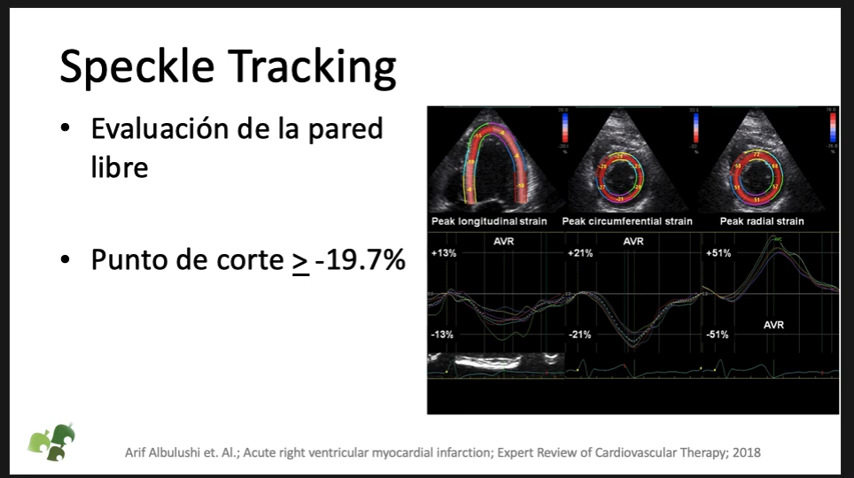 Speckle Tracking
• Evaluación de la pared
libre
• Punto de corte > -19.7%
Peak longitudinal strain
Peak circumferential strain
Peak radial strain
AVR
+13%
-13%
AVR
+21%
-21%
+51%
-51%
AVR
Arif Albulushi et. Al.; Acute right ventricular myocardial infarction; Expert Review of Cardiovascular Therapy; 2018